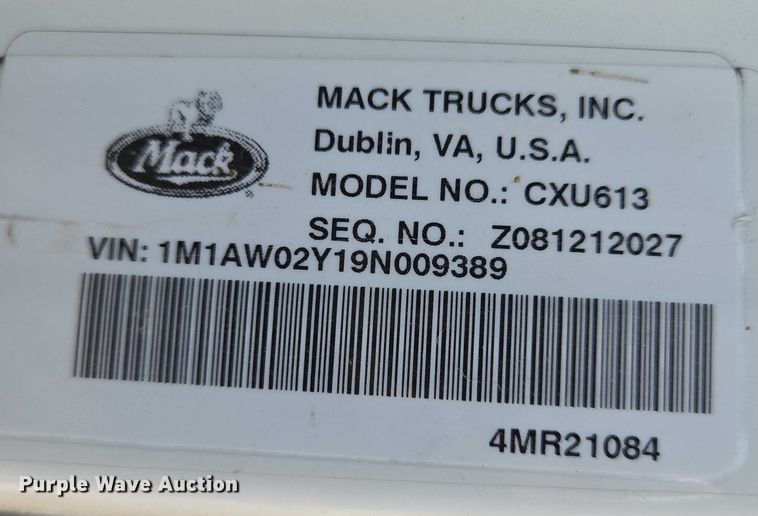 MACK TRUCKS, INC.
Mack
Dublin, VA, U.S.A.
MODEL NO.: CXU613
SEQ. NO.: Z081212027
VIN: 1M1AW02Y19N009389
4MR21084
Purple Wave Auction